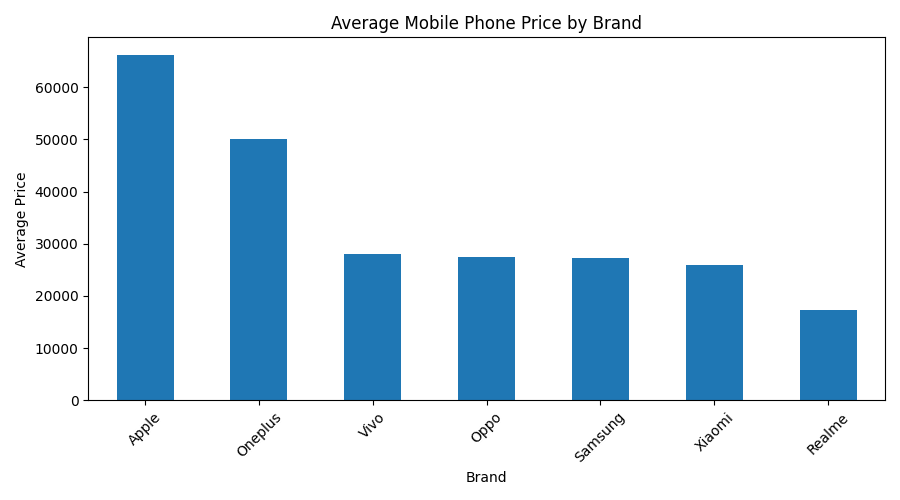 Average Mobile Phone Price by Brand
Average Price
60000
50000
40000
30000
20000
10000
0
Apple
Oneplus
Vivo
Oppo
Samsung
Xiaomi
Realme
Brand